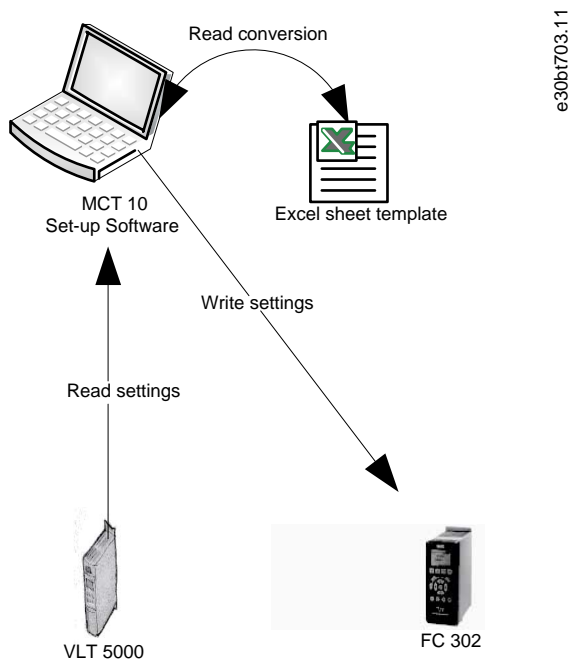 Read conversion
e30bt703.11
MCT 10
Set-up Software
Excel sheet template
Write settings
Read settings
VLT 5000
FC 302